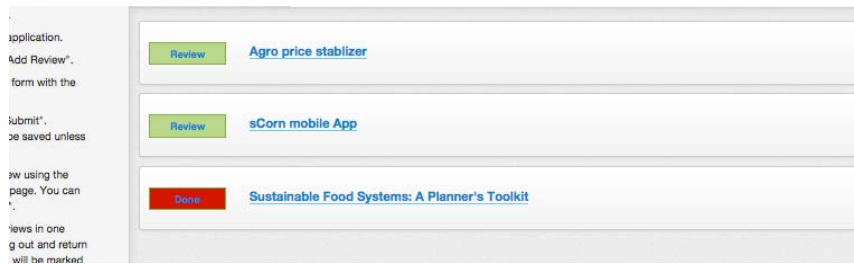 application.
Add Review".
form with the
Submit".
be saved unless
ew using the
page. You can
".
iews in one
g out and return
will be marked
Review
Agro price stablizer
Review
sCorn mobile App
Done
Sustainable Food Systems: A Planner's Toolkit